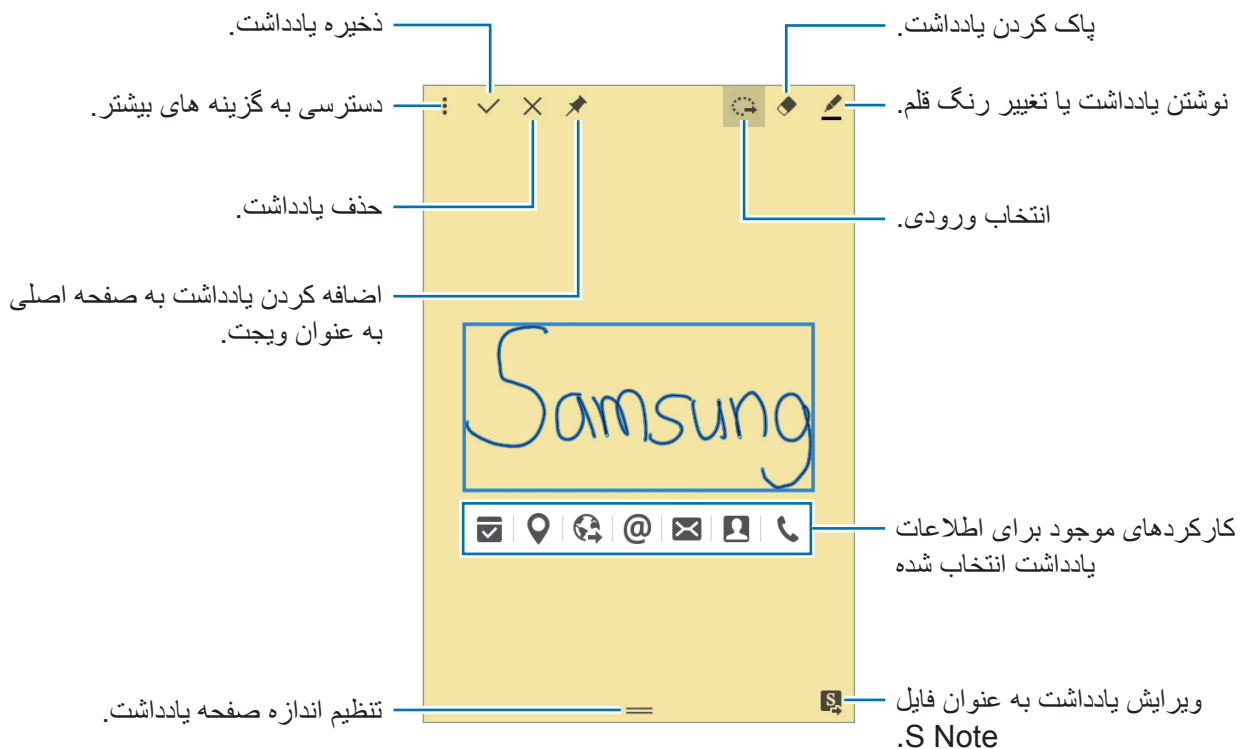 ذخیره یادداشت.
پاک کردن یادداشت.
دسترسی به گزینه های بیشتر.
نوشتن یادداشت یا تغییر رنگ قلم.
حذف یادداشت.
انتخاب ورودی.
اضافه کردن یادداشت به صفحه اصلی
به عنوان ویجت.
Samsung
@
کارکردهای موجود برای اطلاعات
یادداشت انتخاب شده
تنظیم اندازه صفحه یادداشت.
S
ویرایش یادداشت به عنوان فایل
S Note.